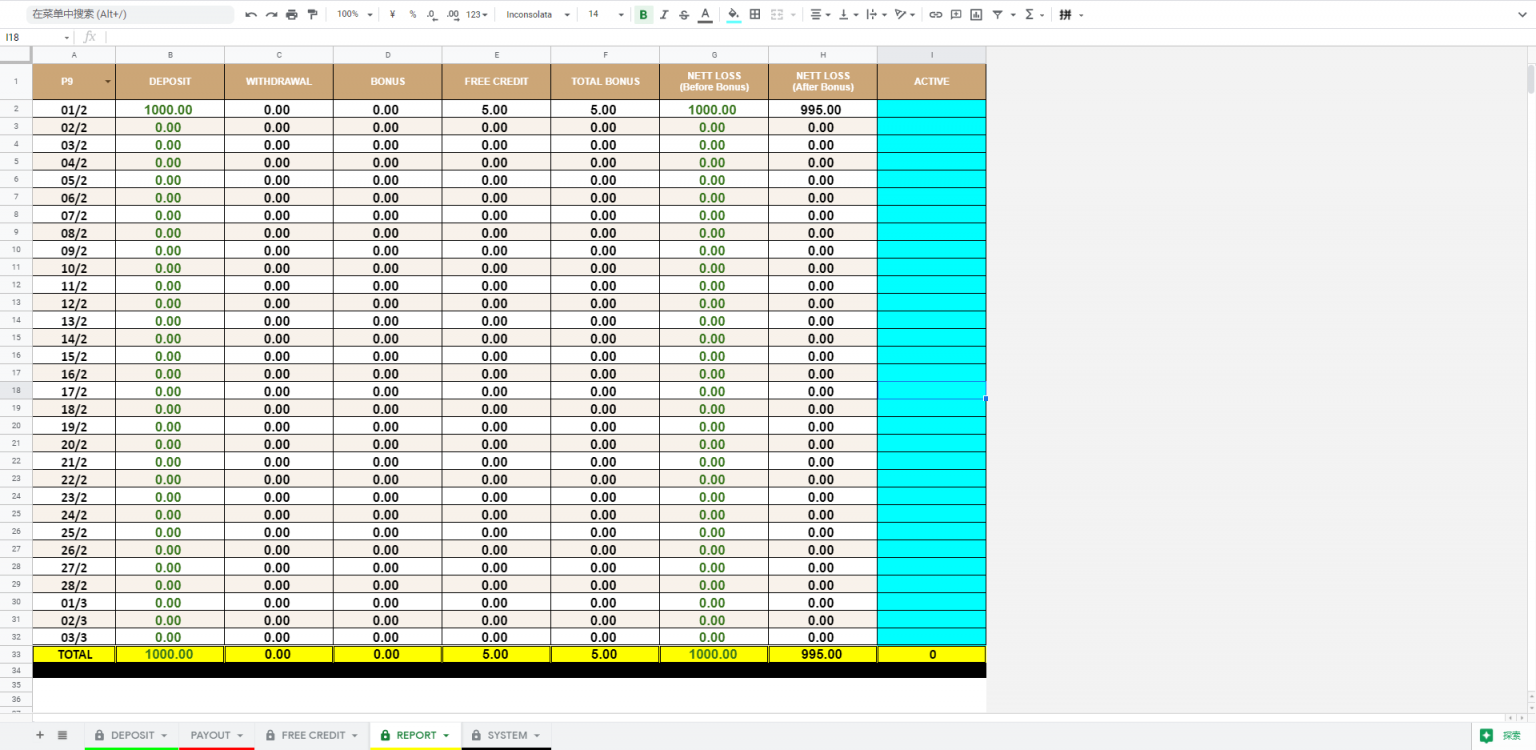 在菜单中搜索 (Alt+/) 100% ¥ % .0 .00 123 Inconsolata 14 B I S A Σ 拼
I18 fx
A B C D E F G H I
1 P9 DEPOSIT WITHDRAWAL BONUS FREE CREDIT TOTAL BONUS NETT LOSS (Before Bonus) NETT LOSS (After Bonus) ACTIVE
2 01/2 1000.00 0.00 0.00 5.00 5.00 1000.00 995.00
3 02/2 0.00 0.00 0.00 0.00 0.00 0.00 0.00
4 03/2 0.00 0.00 0.00 0.00 0.00 0.00 0.00
5 04/2 0.00 0.00 0.00 0.00 0.00 0.00 0.00
6 05/2 0.00 0.00 0.00 0.00 0.00 0.00 0.00
7 06/2 0.00 0.00 0.00 0.00 0.00 0.00 0.00
8 07/2 0.00 0.00 0.00 0.00 0.00 0.00 0.00
9 08/2 0.00 0.00 0.00 0.00 0.00 0.00 0.00
10 09/2 0.00 0.00 0.00 0.00 0.00 0.00 0.00
11 10/2 0.00 0.00 0.00 0.00 0.00 0.00 0.00
12 11/2 0.00 0.00 0.00 0.00 0.00 0.00 0.00
13 12/2 0.00 0.00 0.00 0.00 0.00 0.00 0.00
14 13/2 0.00 0.00 0.00 0.00 0.00 0.00 0.00
15 14/2 0.00 0.00 0.00 0.00 0.00 0.00 0.00
16 15/2 0.00 0.00 0.00 0.00 0.00 0.00 0.00
17 16/2 0.00 0.00 0.00 0.00 0.00 0.00 0.00
18 17/2 0.00 0.00 0.00 0.00 0.00 0.00 0.00
19 18/2 0.00 0.00 0.00 0.00 0.00 0.00 0.00
20 19/2 0.00 0.00 0.00 0.00 0.00 0.00 0.00
21 20/2 0.00 0.00 0.00 0.00 0.00 0.00 0.00
22 21/2 0.00 0.00 0.00 0.00 0.00 0.00 0.00
23 22/2 0.00 0.00 0.00 0.00 0.00 0.00 0.00
24 23/2 0.00 0.00 0.00 0.00 0.00 0.00 0.00
25 24/2 0.00 0.00 0.00 0.00 0.00 0.00 0.00
26 25/2 0.00 0.00 0.00 0.00 0.00 0.00 0.00
27 26/2 0.00 0.00 0.00 0.00 0.00 0.00 0.00
28 27/2 0.00 0.00 0.00 0.00 0.00 0.00 0.00
29 28/2 0.00 0.00 0.00 0.00 0.00 0.00 0.00
30 01/3 0.00 0.00 0.00 0.00 0.00 0.00 0.00
31 02/3 0.00 0.00 0.00 0.00 0.00 0.00 0.00
32 03/3 0.00 0.00 0.00 0.00 0.00 0.00 0.00
33 TOTAL 1000.00 0.00 0.00 5.00 5.00 1000.00 995.00 0
34
35
36
DEPOSIT PAYOUT FREE CREDIT REPORT SYSTEM 探索